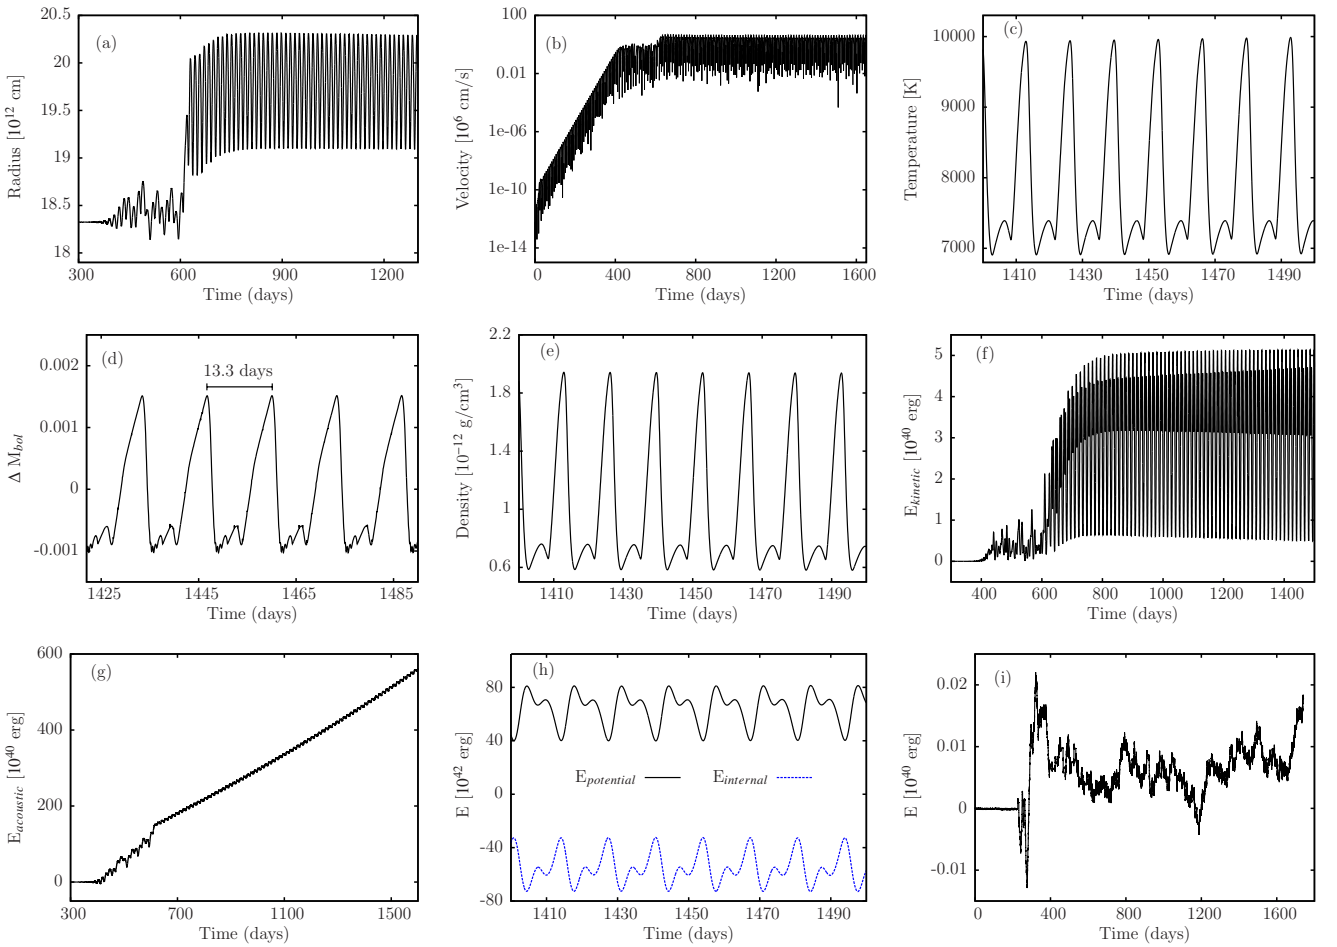 (a)
Radius [10^12 cm]
20.5
20
19.5
19
18.5
18
300 600 900 1200
Time (days)
(b)
Velocity [10^6 cm/s]
100
0.01
1e-06
1e-10
1e-14
0 400 800 1200 1600
Time (days)
(c)
Temperature [K]
10000
9000
8000
7000
1410 1430 1450 1470 1490
Time (days)
(d)
Δ M_bol
0.002
0.001
0
-0.001
13.3 days
1425 1445 1465 1485
Time (days)
(e)
Density [10^−12 g/cm^3]
2.2
1.8
1.4
1
0.6
1410 1430 1450 1470 1490
Time (days)
(f)
E_kinetic [10^40 erg]
5
4
3
2
1
0
400 600 800 1000 1200 1400
Time (days)
(g)
E_acoustic [10^40 erg]
600
400
200
0
300 700 1100 1500
Time (days)
(h)
E [10^42 erg]
80
40
0
-40
-80
E_potential E_internal
1410 1430 1450 1470 1490
Time (days)
(i)
E [10^40 erg]
0.02
0.01
0
-0.01
0 400 800 1200 1600
Time (days)